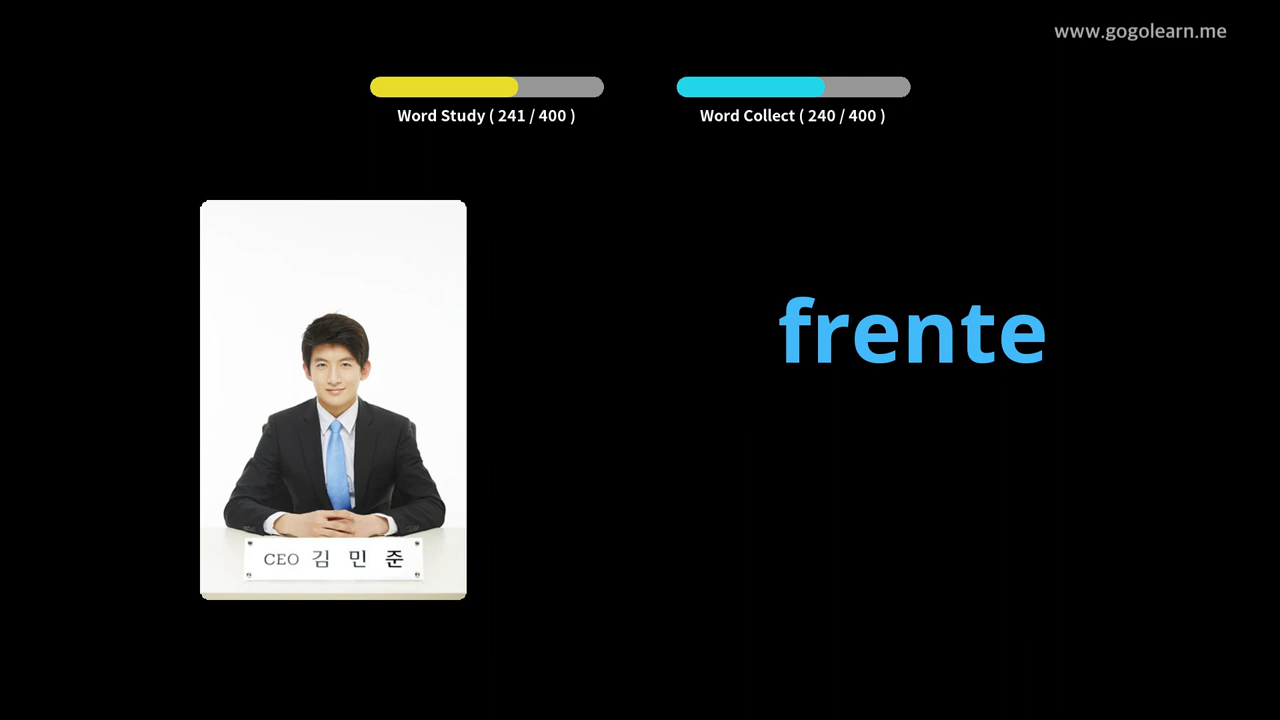 www.gogolearn.me
Word Study ( 241 / 400 )
Word Collect ( 240 / 400 )
frente
CEO 김 민 준